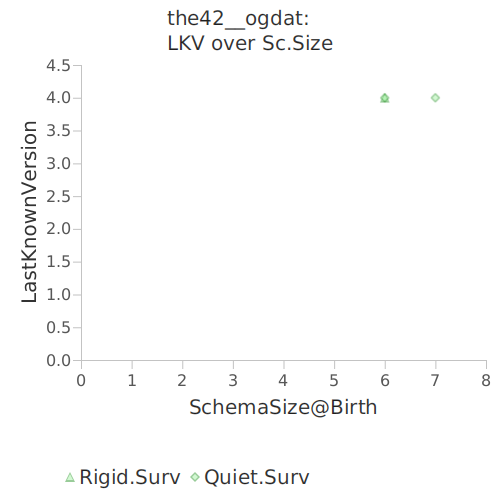 the42__ogdat:
LKV over Sc.Size
4.5
4.0
3.5
3.0
2.5
2.0
1.5
1.0
0.5
0.0
LastKnownVersion
0 1 2 3 4 5 6 7 8
SchemaSize@Birth
Rigid.Surv Quiet.Surv